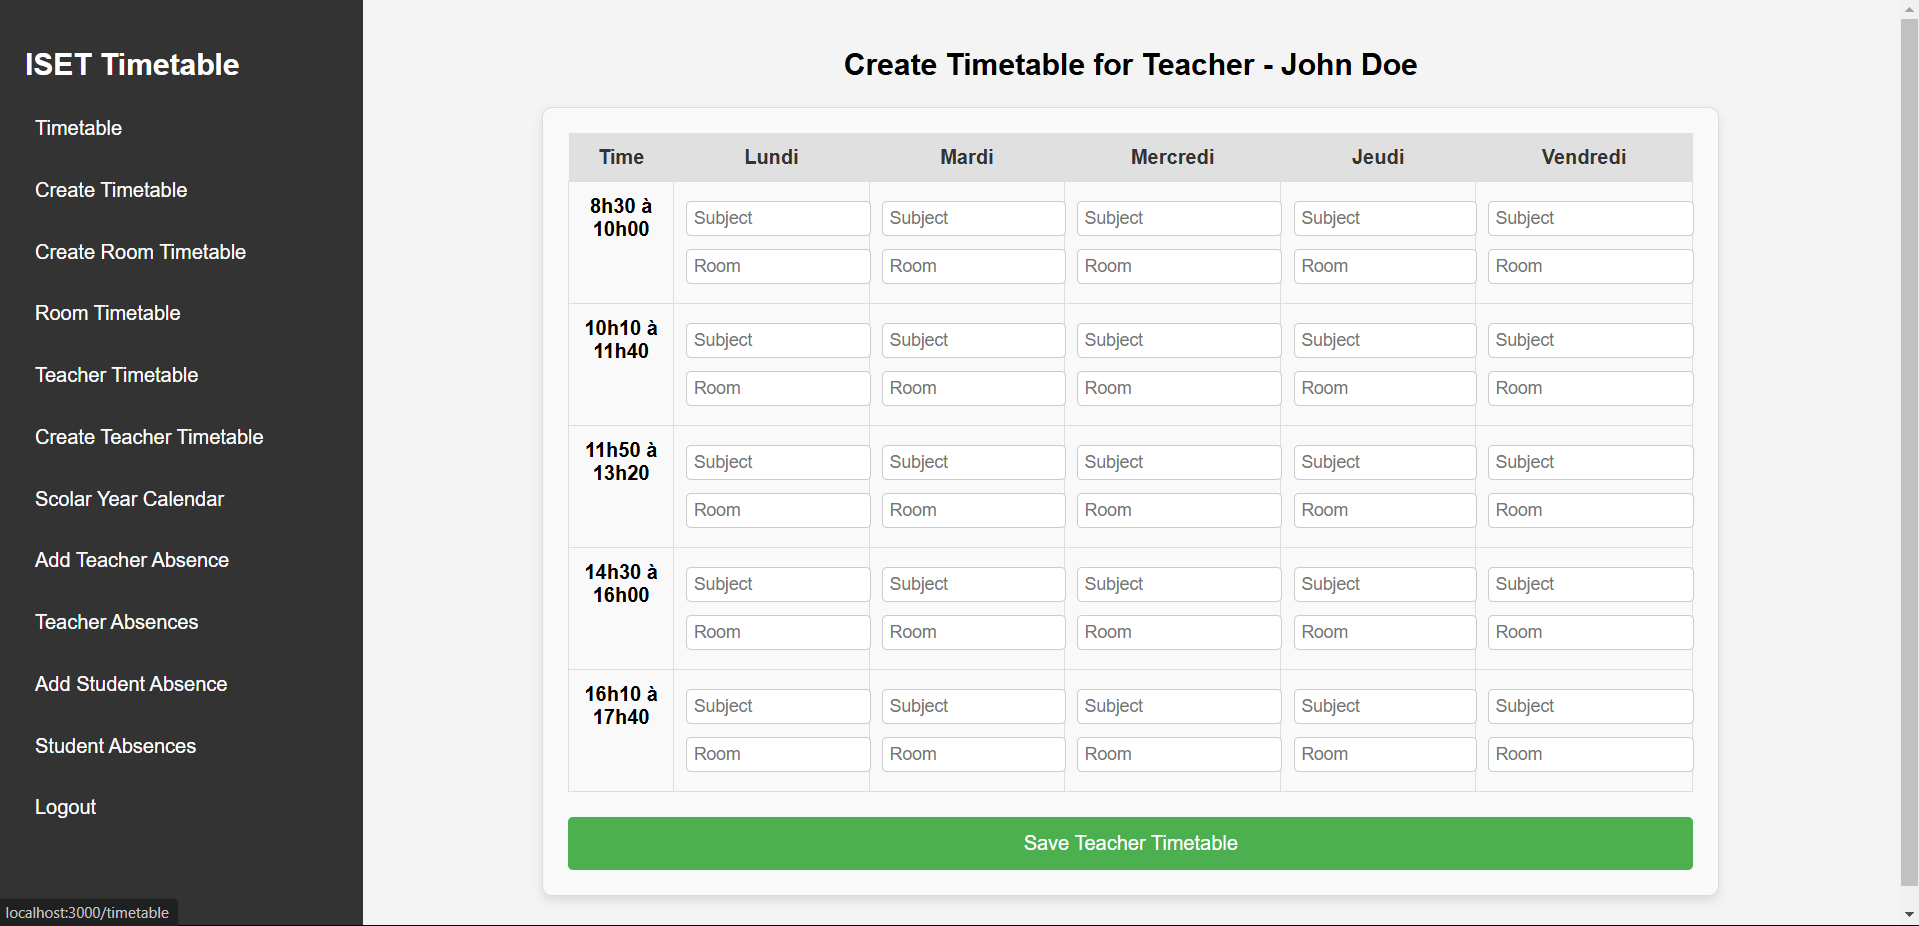 ISET Timetable
Timetable
Create Timetable
Create Room Timetable
Room Timetable
Teacher Timetable
Create Teacher Timetable
Scolar Year Calendar
Add Teacher Absence
Teacher Absences
Add Student Absence
Student Absences
Logout
localhost:3000/timetable
Create Timetable for Teacher - John Doe
Time Lundi Mardi Mercredi Jeudi Vendredi
8h30 à
10h00
Subject Subject Subject Subject Subject
Room Room Room Room Room
10h10 à
11h40
Subject Subject Subject Subject Subject
Room Room Room Room Room
11h50 à
13h20
Subject Subject Subject Subject Subject
Room Room Room Room Room
14h30 à
16h00
Subject Subject Subject Subject Subject
Room Room Room Room Room
16h10 à
17h40
Subject Subject Subject Subject Subject
Room Room Room Room Room
Save Teacher Timetable